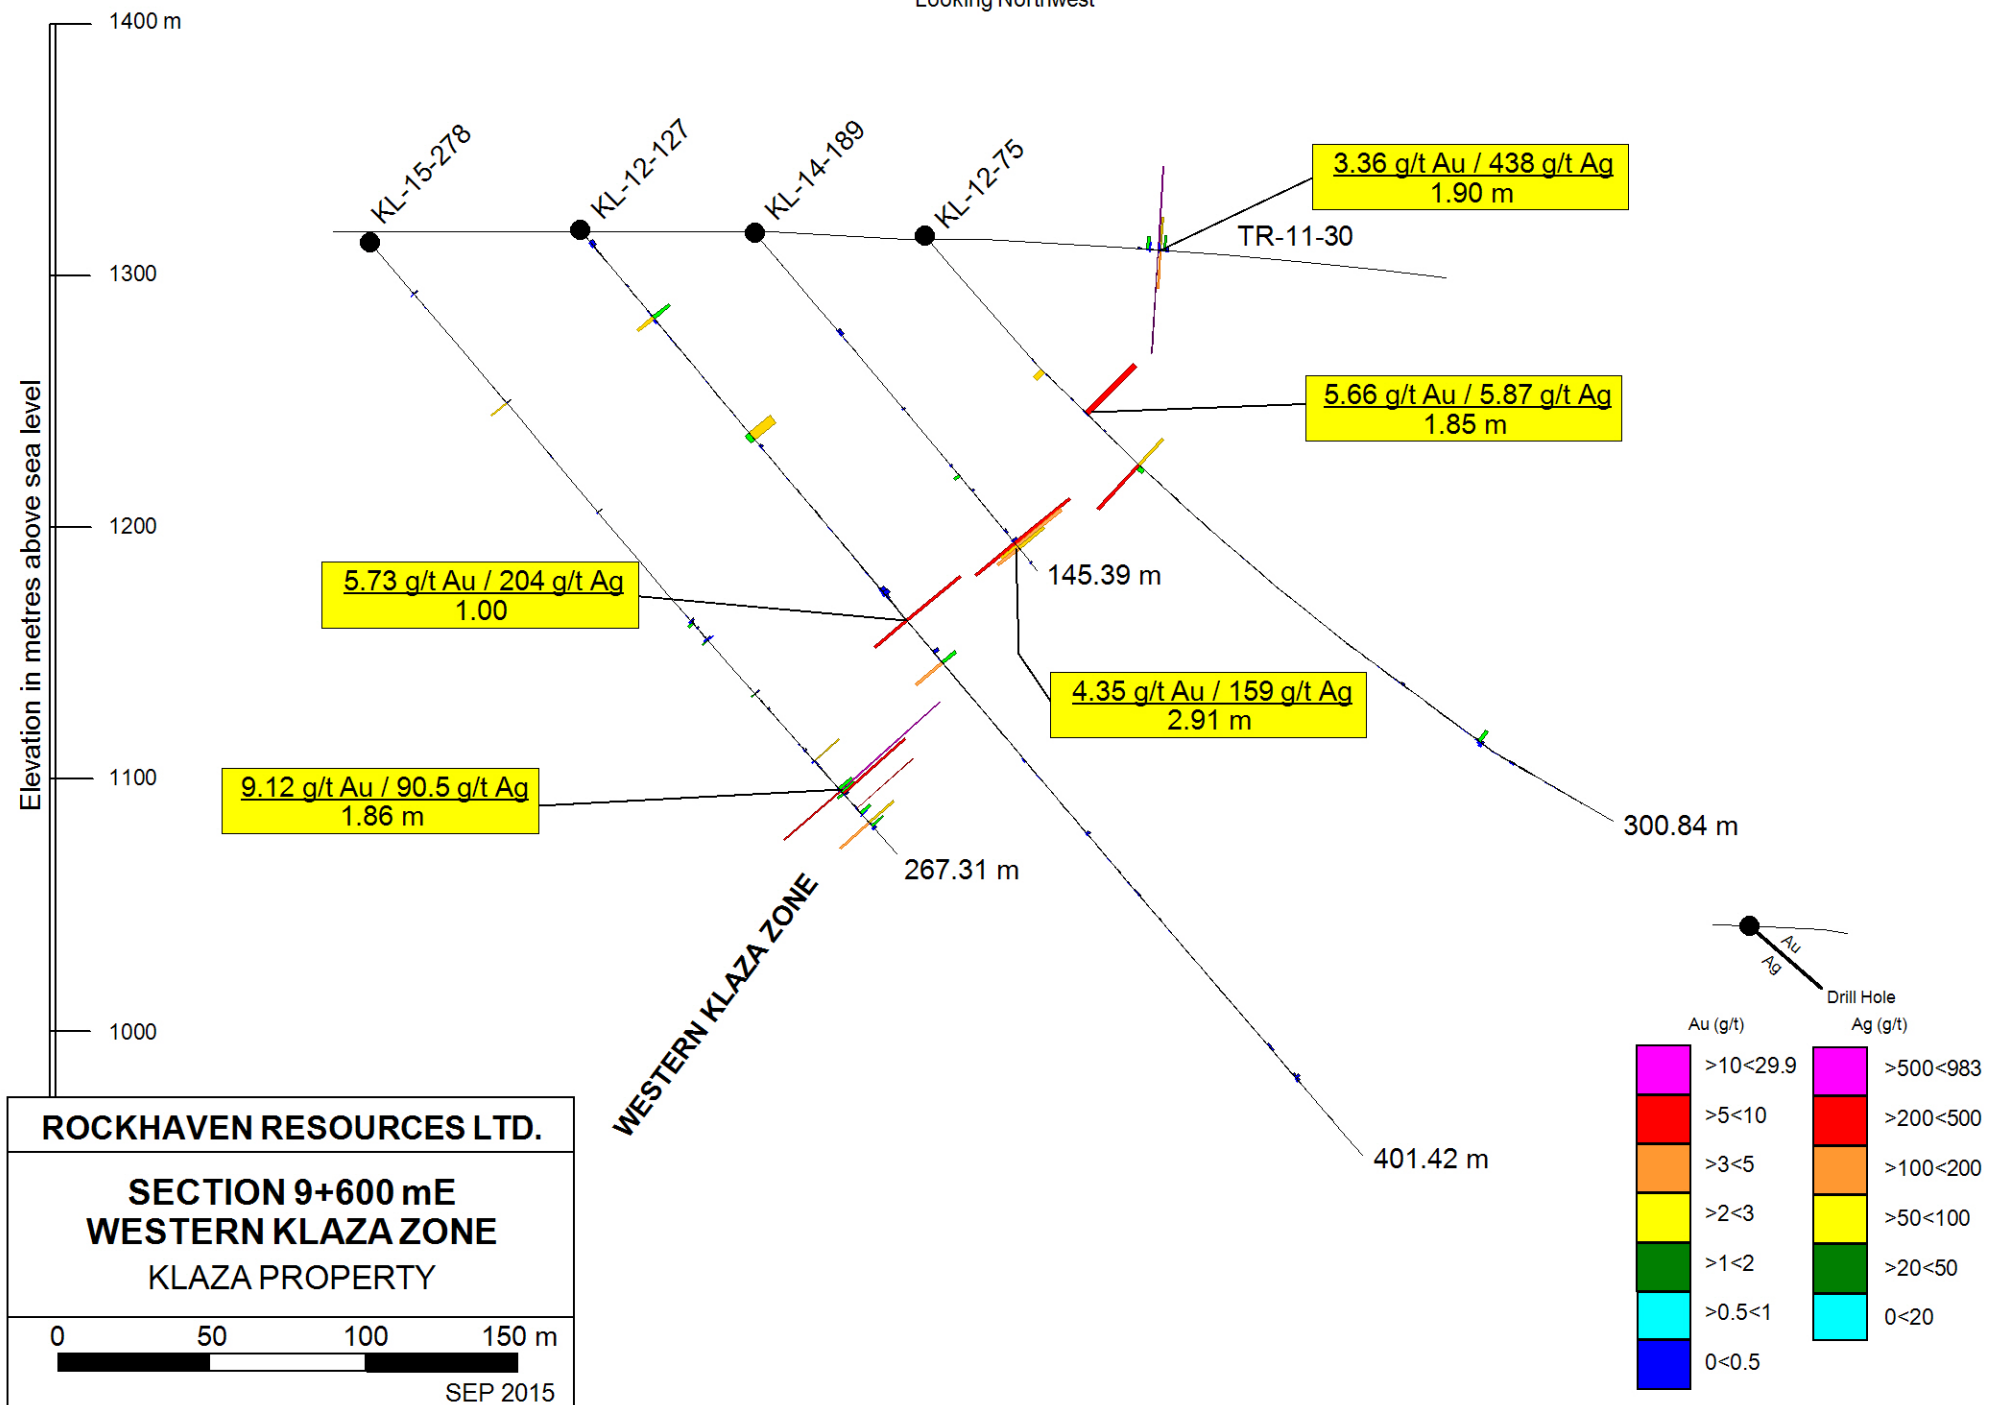 Looking Northwest
1400 m
1300
1200
1100
1000
Elevation in metres above sea level
KL-15-278
KL-12-127
KL-14-189
KL-12-75
TR-11-30
3.36 g/t Au / 438 g/t Ag
1.90 m
5.66 g/t Au / 5.87 g/t Ag
1.85 m
5.73 g/t Au / 204 g/t Ag
1.00
4.35 g/t Au / 159 g/t Ag
2.91 m
9.12 g/t Au / 90.5 g/t Ag
1.86 m
145.39 m
300.84 m
267.31 m
401.42 m
WESTERN KLAZA ZONE
Au
Ag
Drill Hole
Au (g/t)
>10<29.9
>5<10
>3<5
>2<3
>1<2
>0.5<1
0<0.5
Ag (g/t)
>500<983
>200<500
>100<200
>50<100
>20<50
0<20
ROCKHAVEN RESOURCES LTD.
SECTION 9+600 mE
WESTERN KLAZA ZONE
KLAZA PROPERTY
0 50 100 150 m
SEP 2015